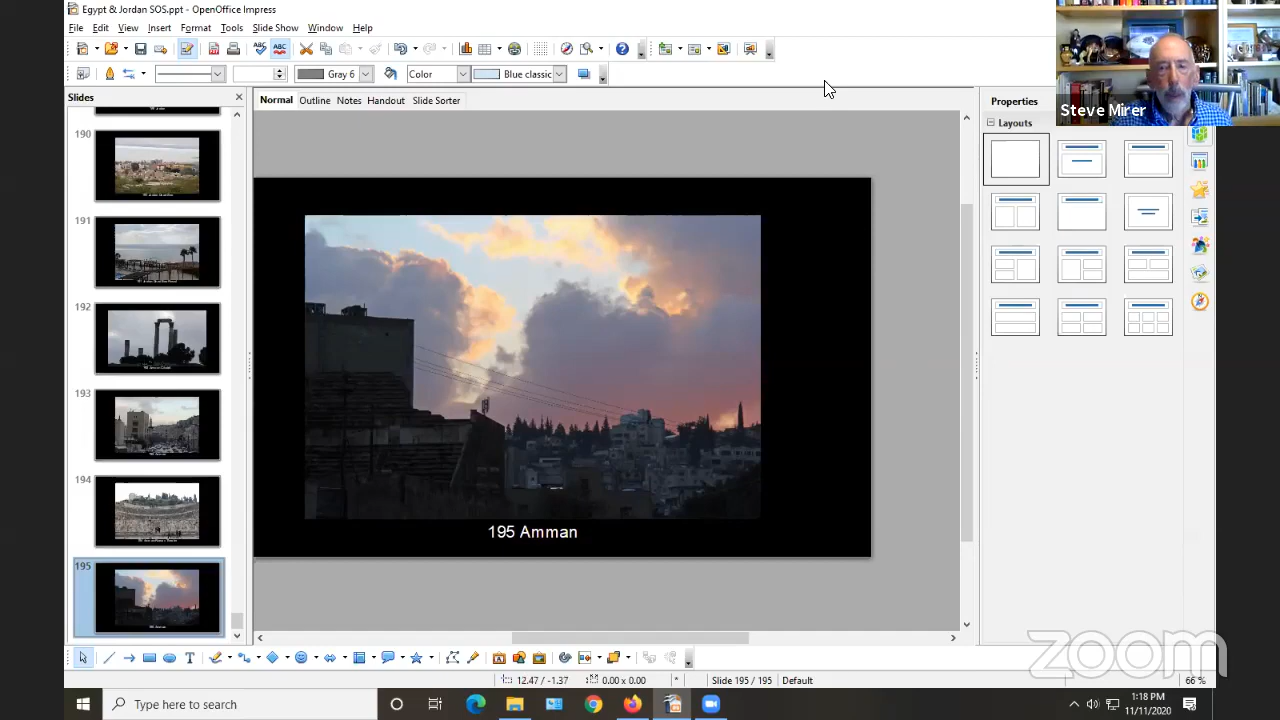 Egypt & Jordan SOS.ppt - OpenOffice Impress
File Edit View Insert Format Tools Slide Show Window Help
Gray 6 Color Blue classic
Steve Mirer
Slides
Normal Outline Notes Handout Slide Sorter
Properties
Layouts
190
191
192
193
194
195
195 Amman
zoom
12.47 / -1.37 0.00 x 0.00 * Slide 195 / 195 Default 66 %
Type here to search
1:18 PM
11/11/2020